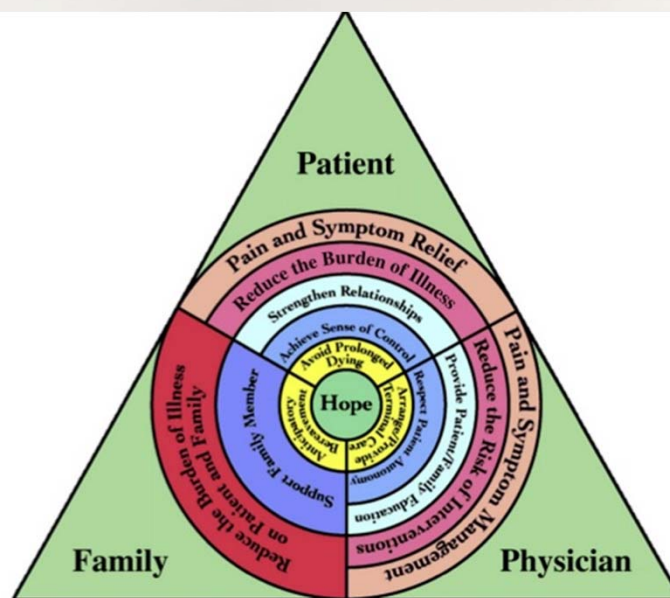 Patient
Pain and Symptom Relief
Reduce the Burden of Illness
Strengthen Relationships
Achieve Sense of Control
Avoid Prolonged
Dying
Hope
Arrange/Provide
Terminal Care
Respect Patient Autonomy
Provide Patient/Family Education
Reduce the Risk of Interventions
Pain and Symptom Management
Anticipatory
Bereavement
Support Family Member
Reduce the Burden of Illness
on Patient and Family
Family
Physician